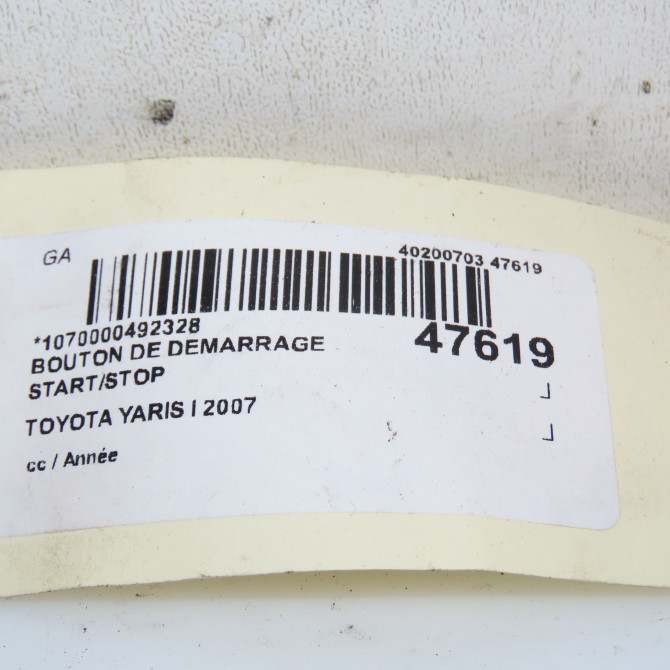 GA
40200703 47619
*1070000492328
47619
BOUTON DE DEMARRAGE
START/STOP
TOYOTA YARIS I 2007
cc / Année